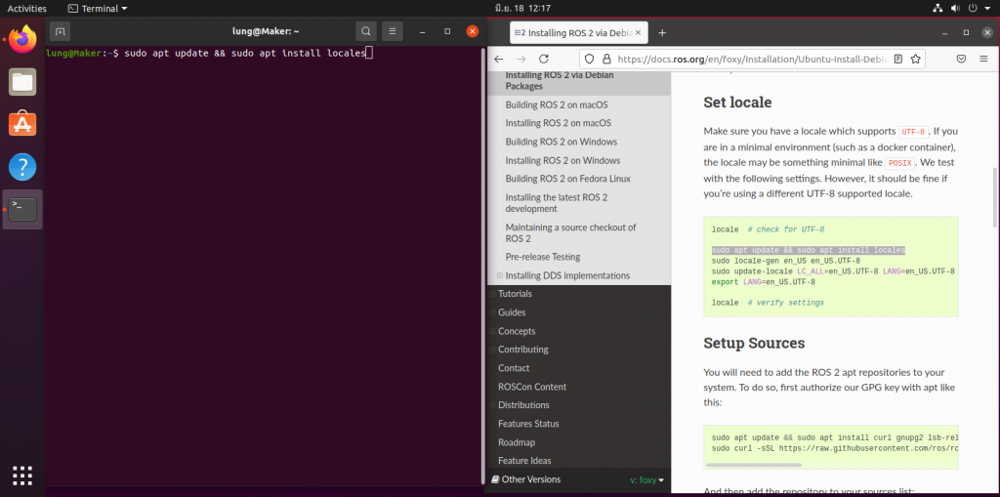 Activities
Terminal
มิ.ย. 18 12:17
lung@Maker: ~
lung@Maker:~$ sudo apt update && sudo apt install locales
Installing ROS 2 via Debia
https://docs.ros.org/en/foxy/Installation/Ubuntu-Install-Debia
Installing ROS 2 via Debian
Packages
Building ROS 2 on macOS
Installing ROS 2 on macOS
Building ROS 2 on Windows
Installing ROS 2 on Windows
Building ROS 2 on Fedora Linux
Installing the latest ROS 2
development
Maintaining a source checkout of
ROS 2
Pre-release Testing
Installing DDS implementations
Tutorials
Guides
Concepts
Contributing
Contact
ROSCon Content
Distributions
Features Status
Roadmap
Feature Ideas
Other Versions
v: foxy
Set locale
Make sure you have a locale which supports UTF-8 . If you
are in a minimal environment (such as a docker container),
the locale may be something minimal like POSIX . We test
with the following settings. However, it should be fine if
you're using a different UTF-8 supported locale.
locale # check for UTF-8
sudo apt update && sudo apt install locales
sudo locale-gen en_US en_US.UTF-8
sudo update-locale LC_ALL=en_US.UTF-8 LANG=en_US.UTF-8
export LANG=en_US.UTF-8
locale # verify settings
Setup Sources
You will need to add the ROS 2 apt repositories to your
system. To do so, first authorize our GPG key with apt like
this:
sudo apt update && sudo apt install curl gnupg2 lsb-rel
sudo curl -sSL https://raw.githubusercontent.com/ros/ro
And then add the repository to your sources list: